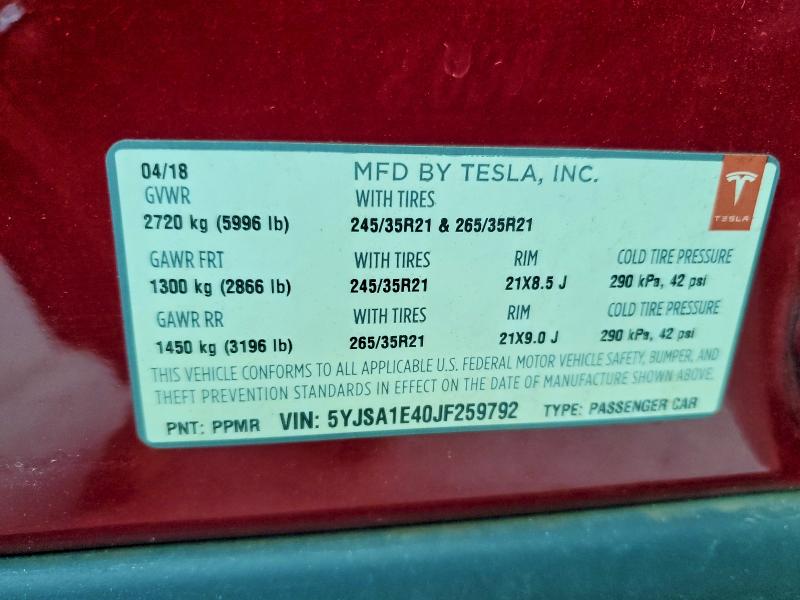 04/18 MFD BY TESLA, INC.
TESLA
GVWR WITH TIRES
2720 kg (5996 lb) 245/35R21 & 265/35R21
GAWR FRT WITH TIRES RIM COLD TIRE PRESSURE
1300 kg (2866 lb) 245/35R21 21X8.5 J 290 kPa, 42 psi
GAWR RR WITH TIRES RIM COLD TIRE PRESSURE
1450 kg (3196 lb) 265/35R21 21X9.0 J 290 kPa, 42 psi
THIS VEHICLE CONFORMS TO ALL APPLICABLE U.S. FEDERAL MOTOR VEHICLE SAFETY, BUMPER, AND
THEFT PREVENTION STANDARDS IN EFFECT ON THE DATE OF MANUFACTURE SHOWN ABOVE.
PNT: PPMR VIN: 5YJSA1E40JF259792 TYPE: PASSENGER CAR